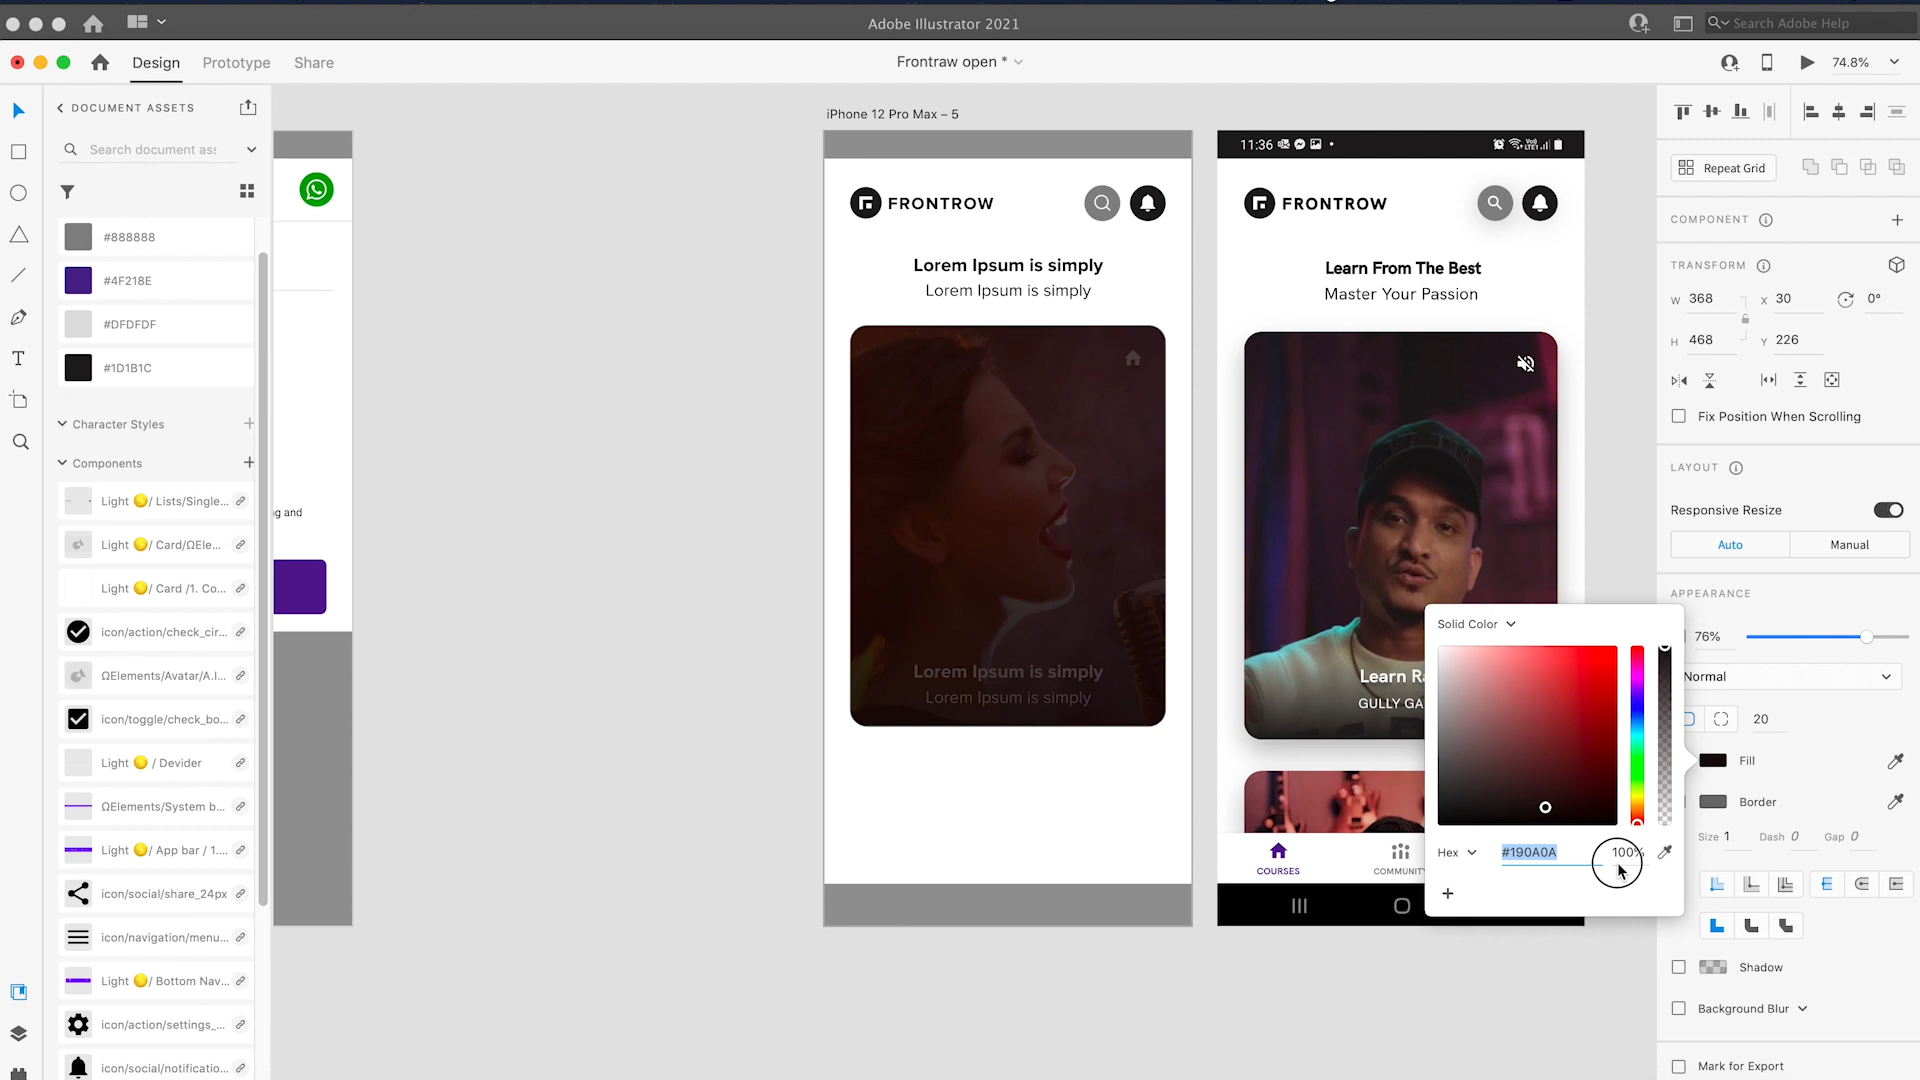 Adobe Illustrator 2021
Search Adobe Help
Design
Prototype
Share
Frontraw open *
74.8%
DOCUMENT ASSETS
Search document ass
#888888
#4F218E
#DFDFDF
#1D1B1C
Character Styles
Components
Light 🟡/ Lists/Single...
Light 🟡/ Card/ΩEle...
Light 🟡/ Card /1. Co...
icon/action/check_cir...
ΩElements/Avatar/A.I...
icon/toggle/check_bo...
Light 🟡 / Devider
ΩElements/System b...
Light 🟡/ App bar / 1....
icon/social/share_24px
icon/navigation/menu...
Light 🟡/ Bottom Nav...
icon/action/settings_...
icon/social/notificatio...
g and
iPhone 12 Pro Max – 5
FRONTROW
Lorem Ipsum is simply
Lorem Ipsum is simply
Lorem Ipsum is simply
Lorem Ipsum is simply
11:36
FRONTROW
Learn From The Best
Master Your Passion
Learn Ra
GULLY GA
COURSES
COMMUNIT
Solid Color
Hex
#190A0A
100%
Repeat Grid
COMPONENT
TRANSFORM
W 368
X 30
0°
H 468
Y 226
Fix Position When Scrolling
LAYOUT
Responsive Resize
Auto
Manual
APPEARANCE
76%
Normal
20
Fill
Border
Size 1
Dash 0
Gap 0
Shadow
Background Blur
Mark for Export